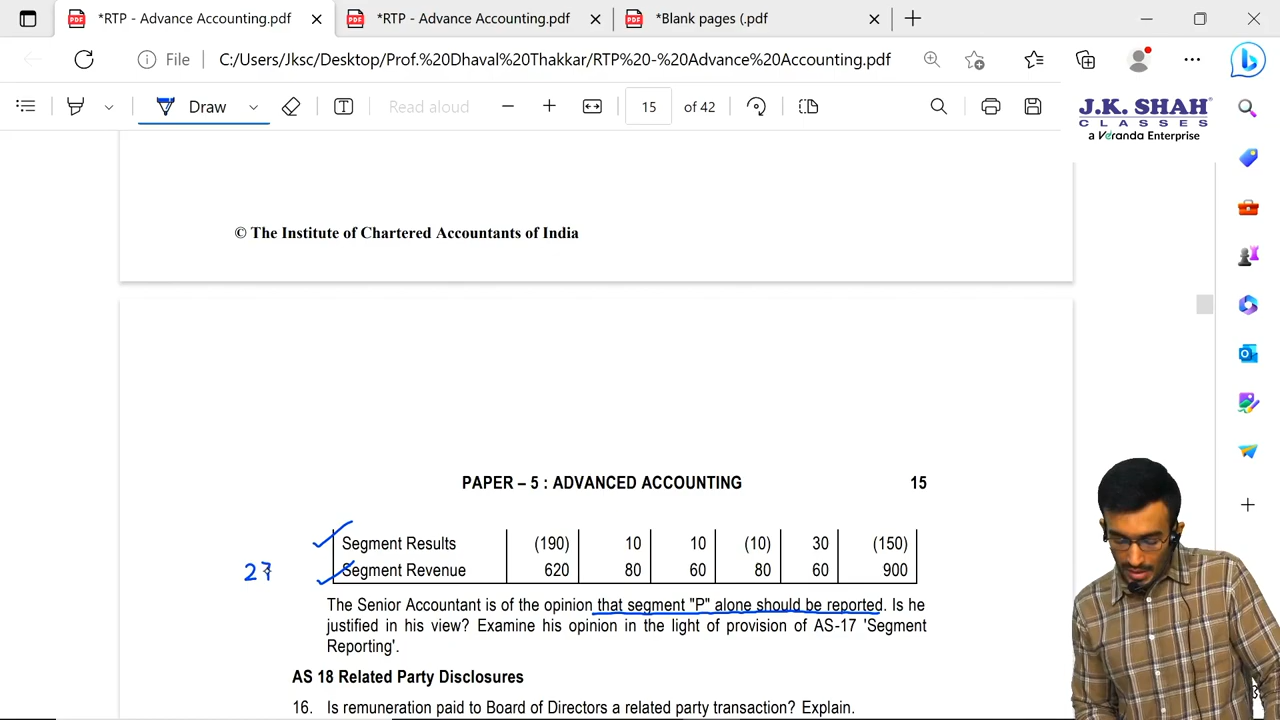 *RTP - Advance Accounting.pdf
*RTP - Advance Accounting.pdf
*Blank pages (.pdf
File
C:/Users/Jksc/Desktop/Prof.%20Dhaval%20Thakkar/RTP%20-%20Advance%20Accounting.pdf
Draw
Read aloud
15 of 42
J.K. SHAH®
CLASSES
a Veranda Enterprise
© The Institute of Chartered Accountants of India
PAPER – 5 : ADVANCED ACCOUNTING 15
Segment Results (190) 10 10 (10) 30 (150)
27 Segment Revenue 620 80 60 80 60 900
The Senior Accountant is of the opinion that segment "P" alone should be reported. Is he
justified in his view? Examine his opinion in the light of provision of AS-17 'Segment
Reporting'.
AS 18 Related Party Disclosures
16. Is remuneration paid to Board of Directors a related party transaction? Explain.